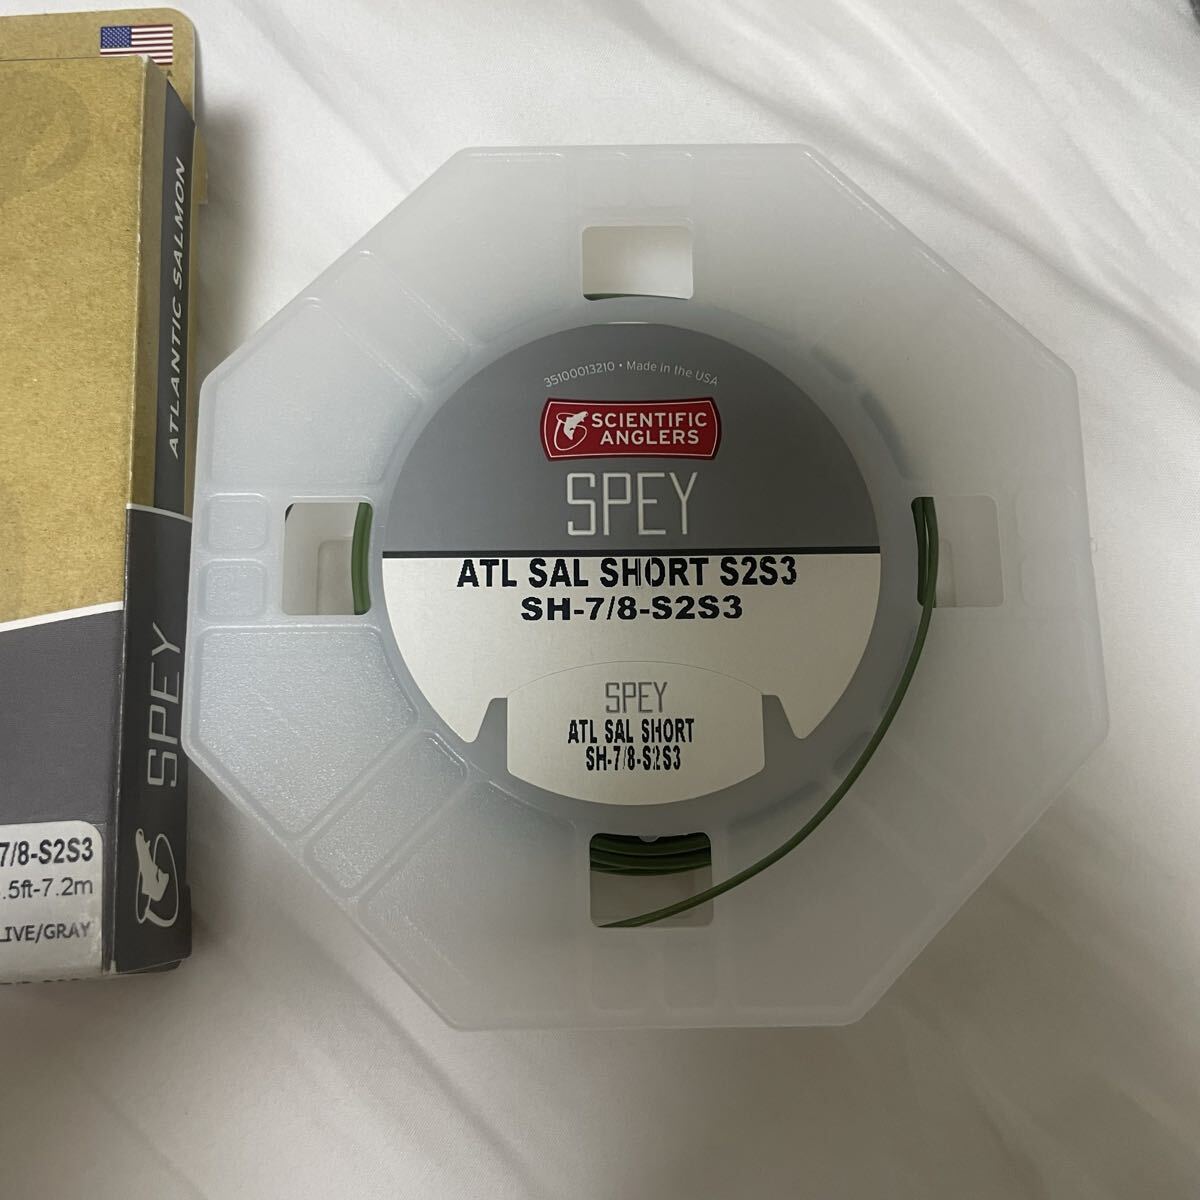 ATLANTIC SALMON
SPEY
7/8-S2S3
.5ft-7.2m
LIVE/GRAY
35100013210 • Made in the USA
SCIENTIFIC
ANGLERS
SPEY
ATL SAL SHORT S2S3
SH-7/8-S2S3
SPEY
ATL SAL SHORT
SH-7/8-S2S3